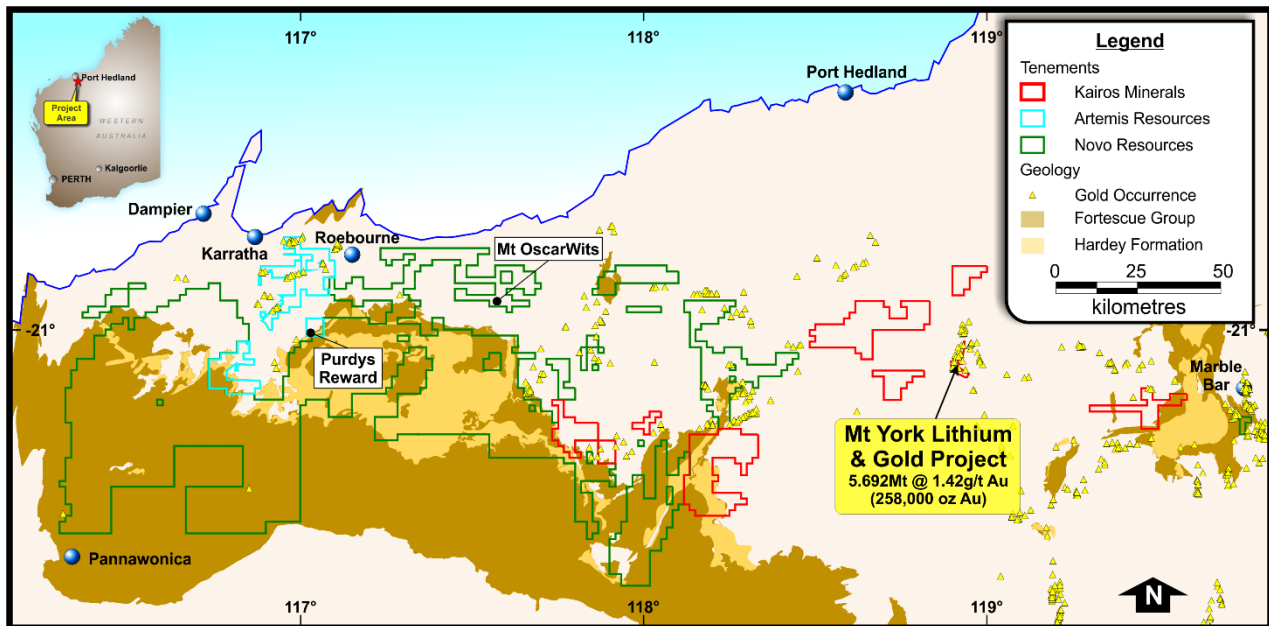 117°
118°
119°
Port Hedland
Project
Area
WESTERN
AUSTRALIA
Kalgoorlie
PERTH
Port Hedland
Dampier
Karratha
Roebourne
Mt OscarWits
-21°
Purdys
Reward
Pannawonica
Legend
Tenements
Kairos Minerals
Artemis Resources
Novo Resources
Geology
Gold Occurrence
Fortescue Group
Hardey Formation
0 25 50
kilometres
-21°
Marble
Bar
Mt York Lithium
& Gold Project
5.692Mt @ 1.42g/t Au
(258,000 oz Au)
117°
118°
119°
N